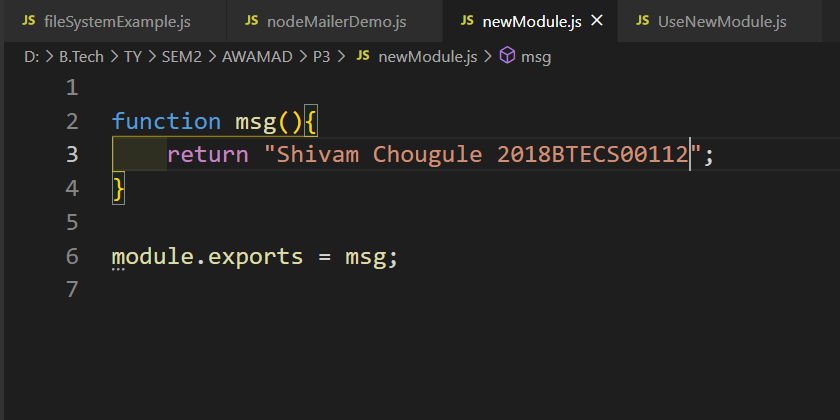 JS fileSystemExample.js JS nodeMailerDemo.js JS newModule.js × JS UseNewModule.js
D: > B.Tech > TY > SEM2 > AWAMAD > P3 > JS newModule.js > msg
1
2 function msg(){
3     return "Shivam Chougule 2018BTECS00112";
4 }
5
6 module.exports = msg;
7